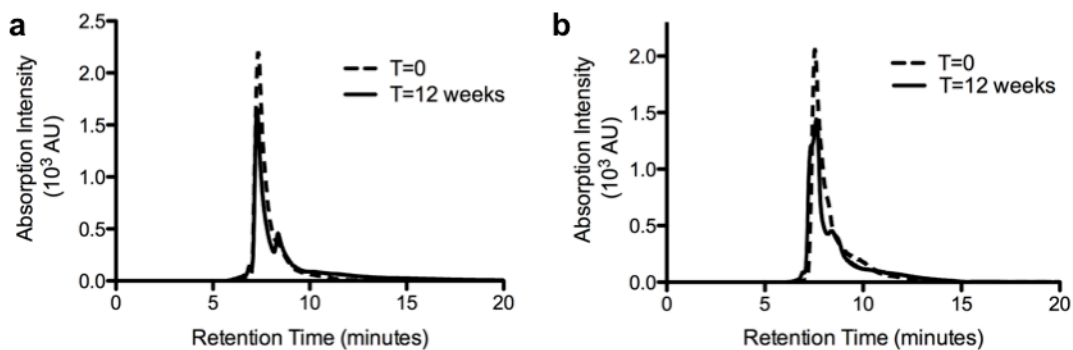 a
2.5
2.0
1.5
1.0
0.5
0.0
Absorption Intensity
(10³ AU)
T=0
T=12 weeks
0 5 10 15 20
Retention Time (minutes)
b
2.0
1.5
1.0
0.5
0.0
Absorption Intensity
(10³ AU)
T=0
T=12 weeks
0 5 10 15 20
Retention Time (minutes)